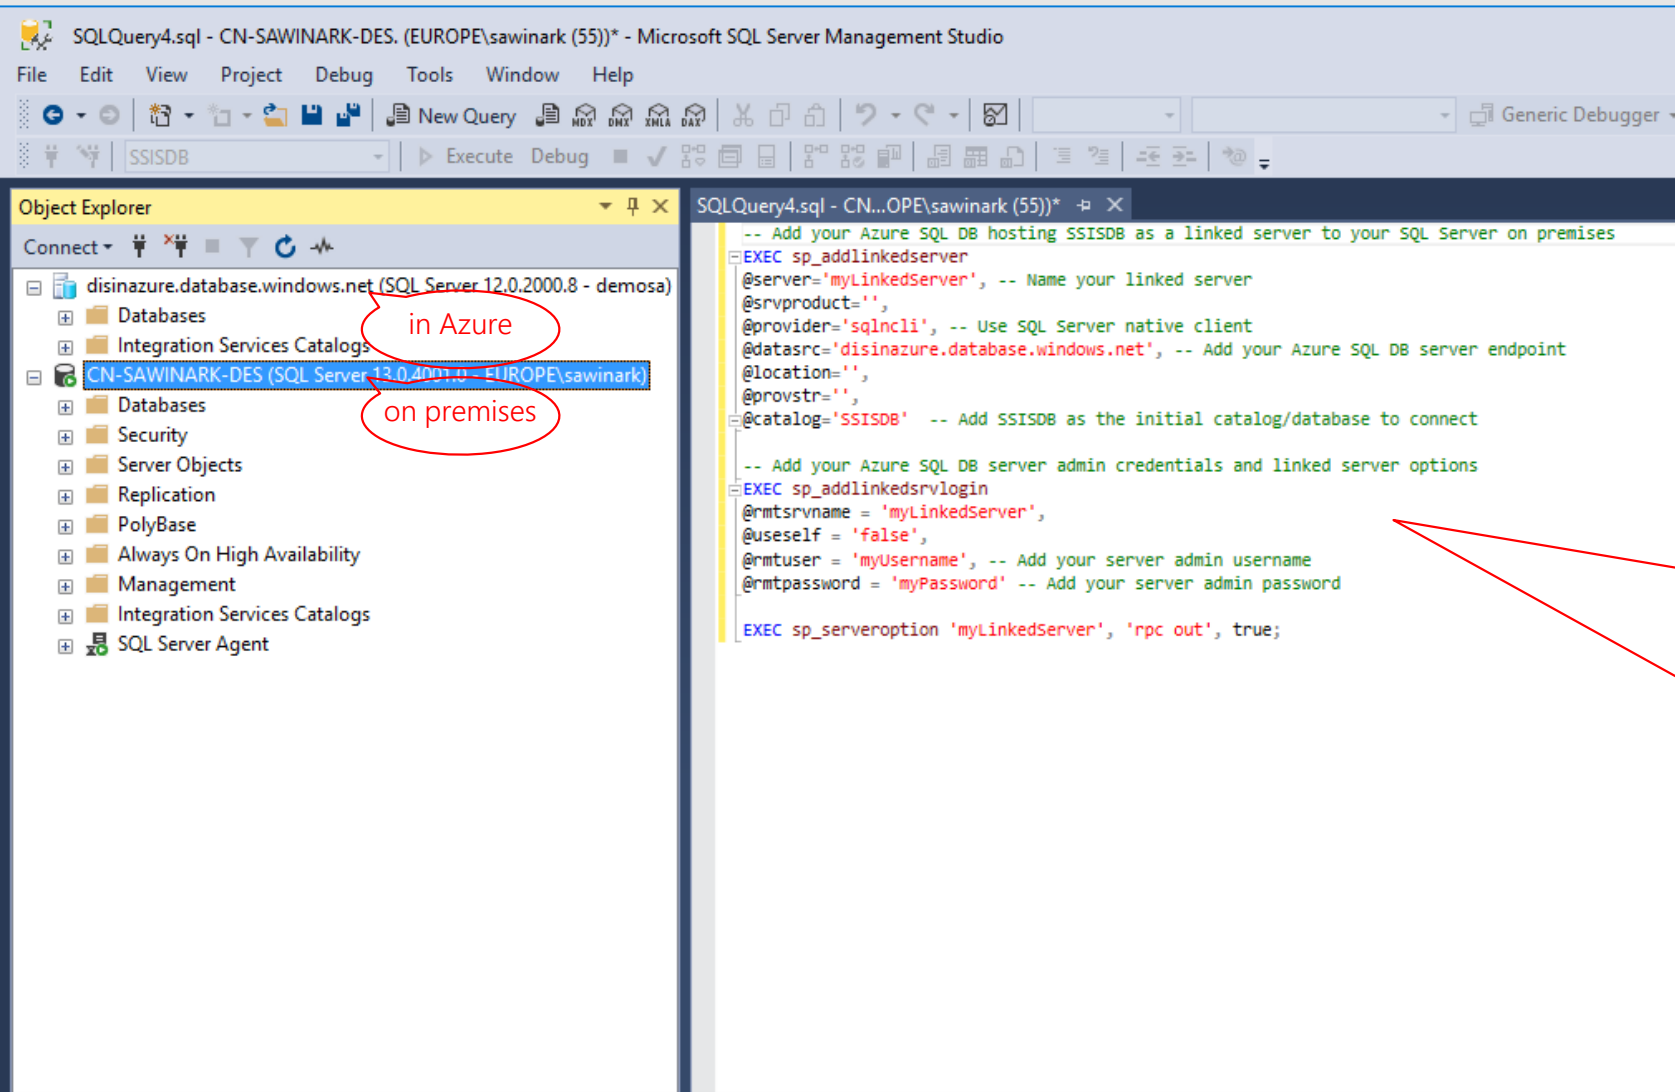 SQLQuery4.sql - CN-SAWINARK-DES. (EUROPE\sawinark (55))* - Microsoft SQL Server Management Studio
File Edit View Project Debug Tools Window Help
New Query MDX DMX XMLA DAX Generic Debugger
SSISDB Execute Debug
Object Explorer
Connect
disinazure.database.windows.net (SQL Server 12.0.2000.8 - demosa)
in Azure
Databases
Integration Services Catalogs
CN-SAWINARK-DES (SQL Server 13.0.4001.0 - EUROPE\sawinark)
on premises
Databases
Security
Server Objects
Replication
PolyBase
Always On High Availability
Management
Integration Services Catalogs
SQL Server Agent
SQLQuery4.sql - CN...OPE\sawinark (55))*
-- Add your Azure SQL DB hosting SSISDB as a linked server to your SQL Server on premises
EXEC sp_addlinkedserver
@server='myLinkedServer', -- Name your linked server
@srvproduct='',
@provider='sqlncli', -- Use SQL Server native client
@datasrc='disinazure.database.windows.net', -- Add your Azure SQL DB server endpoint
@location='',
@provstr='',
@catalog='SSISDB' -- Add SSISDB as the initial catalog/database to connect
-- Add your Azure SQL DB server admin credentials and linked server options
EXEC sp_addlinkedsrvlogin
@rmtsrvname = 'myLinkedServer',
@useself = 'false',
@rmtuser = 'myUsername', -- Add your server admin username
@rmtpassword = 'myPassword' -- Add your server admin password
EXEC sp_serveroption 'myLinkedServer', 'rpc out', true;